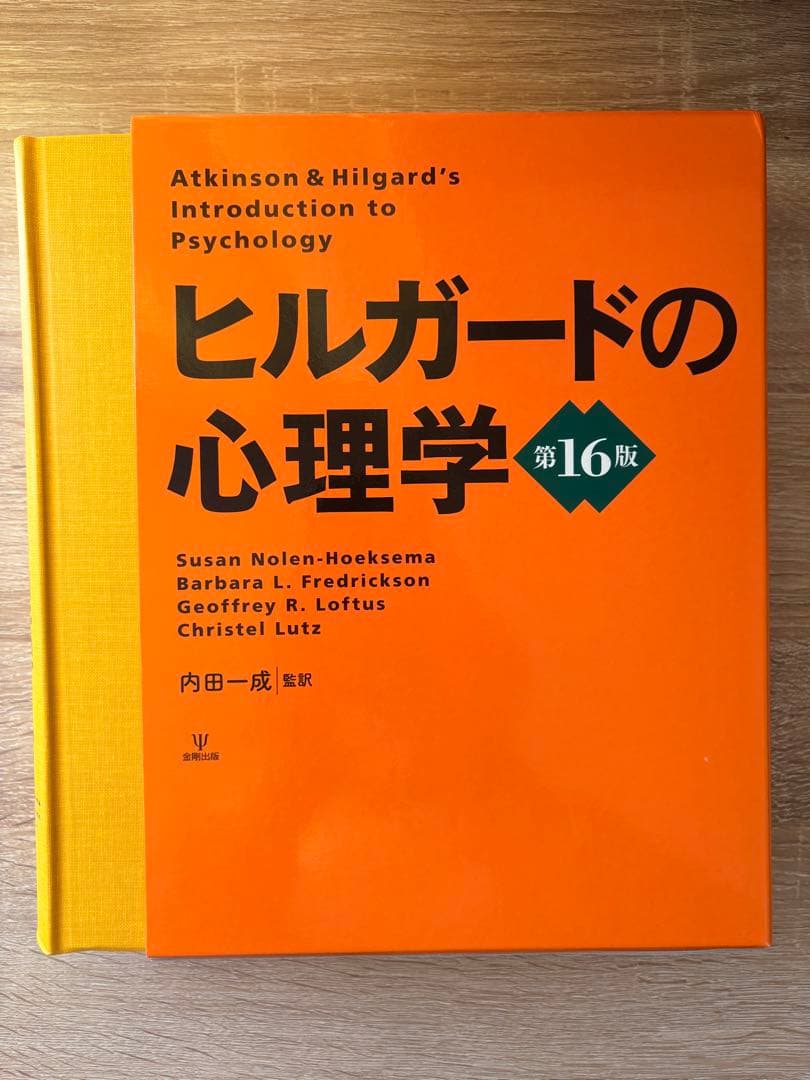 Atkinson & Hilgard's
Introduction to
Psychology
ヒルガードの
心理学
第16版
Susan Nolen-Hoeksema
Barbara L. Fredrickson
Geoffrey R. Loftus
Christel Lutz
内田一成|監訳
金剛出版